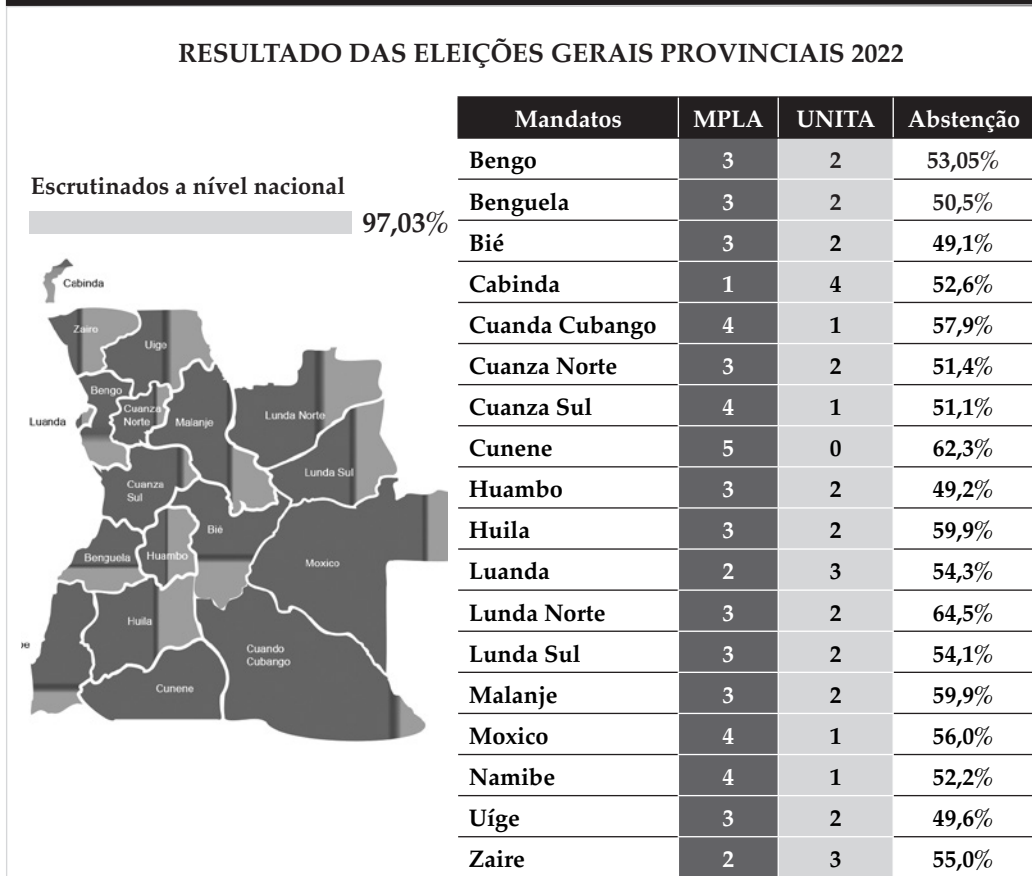 RESULTADO DAS ELEIÇÕES GERAIS PROVINCIAIS 2022
Escrutinados a nível nacional
97,03%
Cabinda
Zairo
Uigo
Bengo
Luanda
Cuanza
Norte
Malanje
Lunda Norte
Lunda Sul
Cuanza
Sul
Bié
Benguela
Huambo
Moxico
Huila
Cuando
Cubango
Cunene
Mandatos MPLA UNITA Abstenção
Bengo 3 2 53,05%
Benguela 3 2 50,5%
Bié 3 2 49,1%
Cabinda 1 4 52,6%
Cuanda Cubango 4 1 57,9%
Cuanza Norte 3 2 51,4%
Cuanza Sul 4 1 51,1%
Cunene 5 0 62,3%
Huambo 3 2 49,2%
Huila 3 2 59,9%
Luanda 2 3 54,3%
Lunda Norte 3 2 64,5%
Lunda Sul 3 2 54,1%
Malanje 3 2 59,9%
Moxico 4 1 56,0%
Namibe 4 1 52,2%
Uíge 3 2 49,6%
Zaire 2 3 55,0%